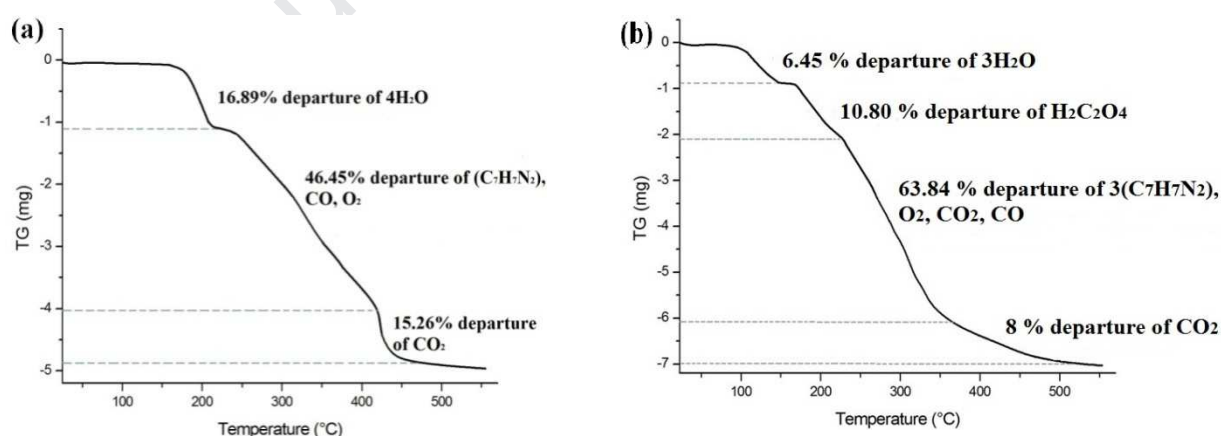 (a)
0
-1
-2
-3
-4
-5
TG (mg)
16.89% departure of 4H₂O
46.45% departure of (C₇H₇N₂),
CO, O₂
15.26% departure
of CO₂
100
200
300
400
500
Temperature (°C)
(b)
0
-1
-2
-3
-4
-5
-6
-7
TG (mg)
6.45 % departure of 3H₂O
10.80 % departure of H₂C₂O₄
63.84 % departure of 3(C₇H₇N₂),
O₂, CO₂, CO
8 % departure of CO₂
100
200
300
400
500
Temperature (°C)